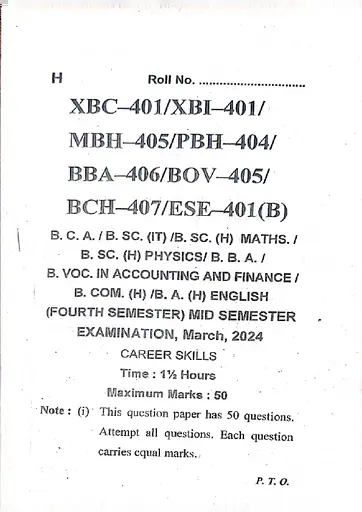 H Roll No. ................................
XBC–401/XBI–401/
MBH–405/PBH–404/
BBA–406/BOV–405/
BCH–407/ESE–401(B)
B. C. A. / B. SC. (IT) /B. SC. (H) MATHS. /
B. SC. (H) PHYSICS/ B. B. A. /
B. VOC. IN ACCOUNTING AND FINANCE /
B. COM. (H) /B. A. (H) ENGLISH
(FOURTH SEMESTER) MID SEMESTER
EXAMINATION, March, 2024
CAREER SKILLS
Time : 1½ Hours
Maximum Marks : 50
Note : (i) This question paper has 50 questions.
Attempt all questions. Each question
carries equal marks.
P. T. O.